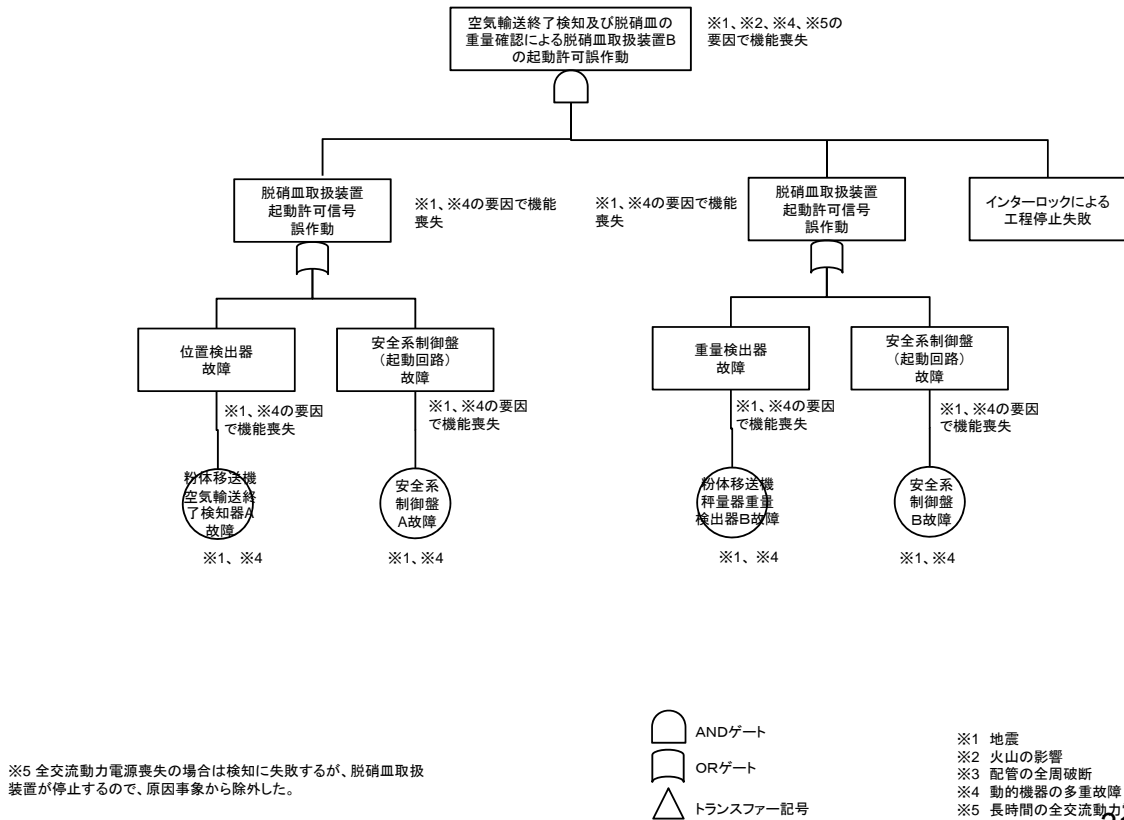 空気輸送終了検知及び脱硝皿の
重量確認による脱硝皿取扱装置B
の起動許可誤作動
※1、※2、※4、※5の
要因で機能喪失
脱硝皿取扱装置
起動許可信号
誤作動
※1、※4の要因で機能
喪失
※1、※4の要因で機能
喪失
脱硝皿取扱装置
起動許可信号
誤作動
インターロックによる
工程停止失敗
位置検出器
故障
安全系制御盤
（起動回路）
故障
重量検出器
故障
安全系制御盤
（起動回路）
故障
※1、※4の要因
で機能喪失
※1、※4の要因
で機能喪失
※1、※4の要因
で機能喪失
※1、※4の要因
で機能喪失
粉体移送機
空気輸送終
了検知器A
故障
安全系
制御盤
A故障
粉体移送機
秤量器重量
検出器B故障
安全系
制御盤
B故障
※1、※4
※1、※4
※1、※4
※1、※4
※5 全交流動力電源喪失の場合は検知に失敗するが、脱硝皿取扱
装置が停止するので、原因事象から除外した。
ANDゲート
ORゲート
トランスファー記号
※1 地震
※2 火山の影響
※3 配管の全周破断
※4 動的機器の多重故障
※5 長時間の全交流動力